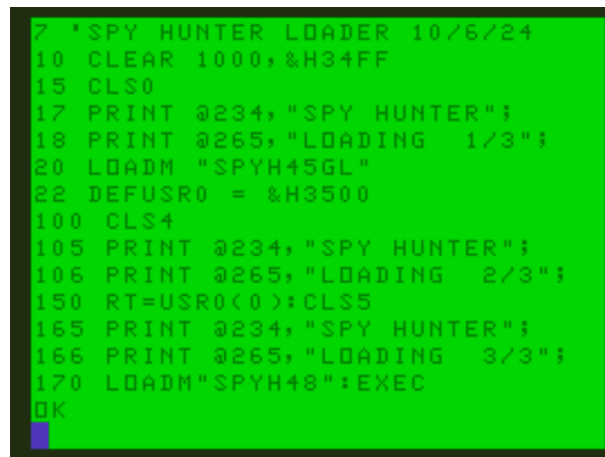 7 'SPY HUNTER LOADER 10/6/24
10 CLEAR 1000,&H34FF
15 CLS0
17 PRINT @234,"SPY HUNTER";
18 PRINT @265,"LOADING  1/3";
20 LOADM "SPYH45GL"
22 DEFUSR0 = &H3500
100 CLS4
105 PRINT @234,"SPY HUNTER";
106 PRINT @265,"LOADING  2/3";
150 RT=USR0(0):CLS5
165 PRINT @234,"SPY HUNTER";
166 PRINT @265,"LOADING  3/3";
170 LOADM"SPYH48":EXEC
OK